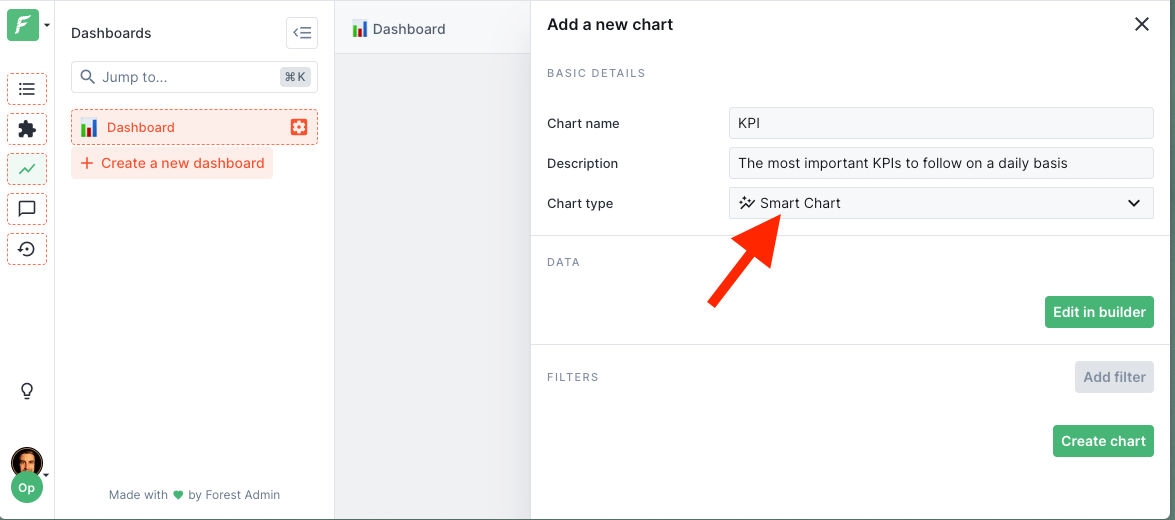 Dashboards
Jump to...
⌘K
Dashboard
+ Create a new dashboard
Op
Made with ♥ by Forest Admin
Dashboard
Add a new chart
BASIC DETAILS
Chart name
KPI
Description
The most important KPIs to follow on a daily basis
Chart type
Smart Chart
DATA
Edit in builder
FILTERS
Add filter
Create chart